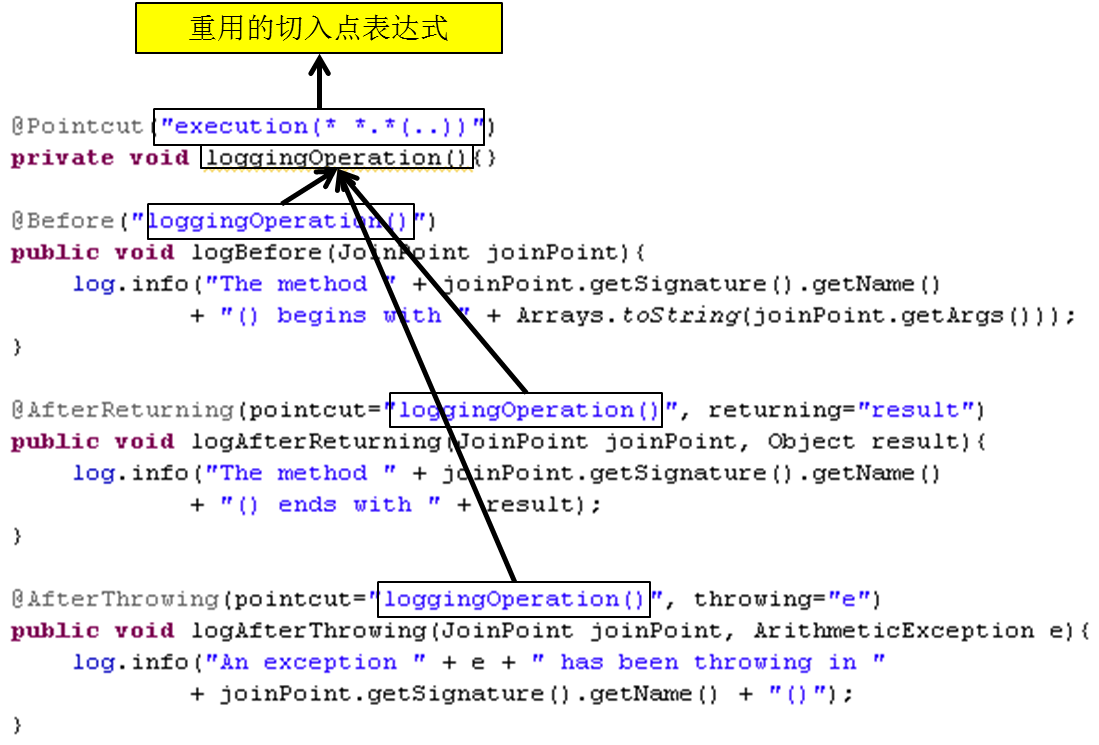 重用的切入点表达式
@Pointcut("execution(* *.*(..))")
private void loggingOperation(){}
@Before("loggingOperation()")
public void logBefore(JoinPoint joinPoint){
    log.info("The method " + joinPoint.getSignature().getName()
            + "() begins with " + Arrays.toString(joinPoint.getArgs()));
}
@AfterReturning(pointcut="loggingOperation()", returning="result")
public void logAfterReturning(JoinPoint joinPoint, Object result){
    log.info("The method " + joinPoint.getSignature().getName()
            + "() ends with " + result);
}
@AfterThrowing(pointcut="loggingOperation()", throwing="e")
public void logAfterThrowing(JoinPoint joinPoint, ArithmeticException e){
    log.info("An exception " + e + " has been throwing in "
            + joinPoint.getSignature().getName() + "()");
}